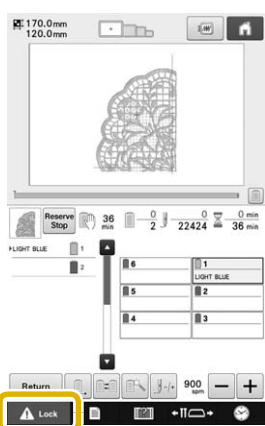 170.0mm
120.0mm
Reserve
Stop
36
min
0
2
0
22424
0 min
36 min
LIGHT BLUE
1
2
6
1
LIGHT BLUE
5
2
4
3
Return
900
spm
Lock